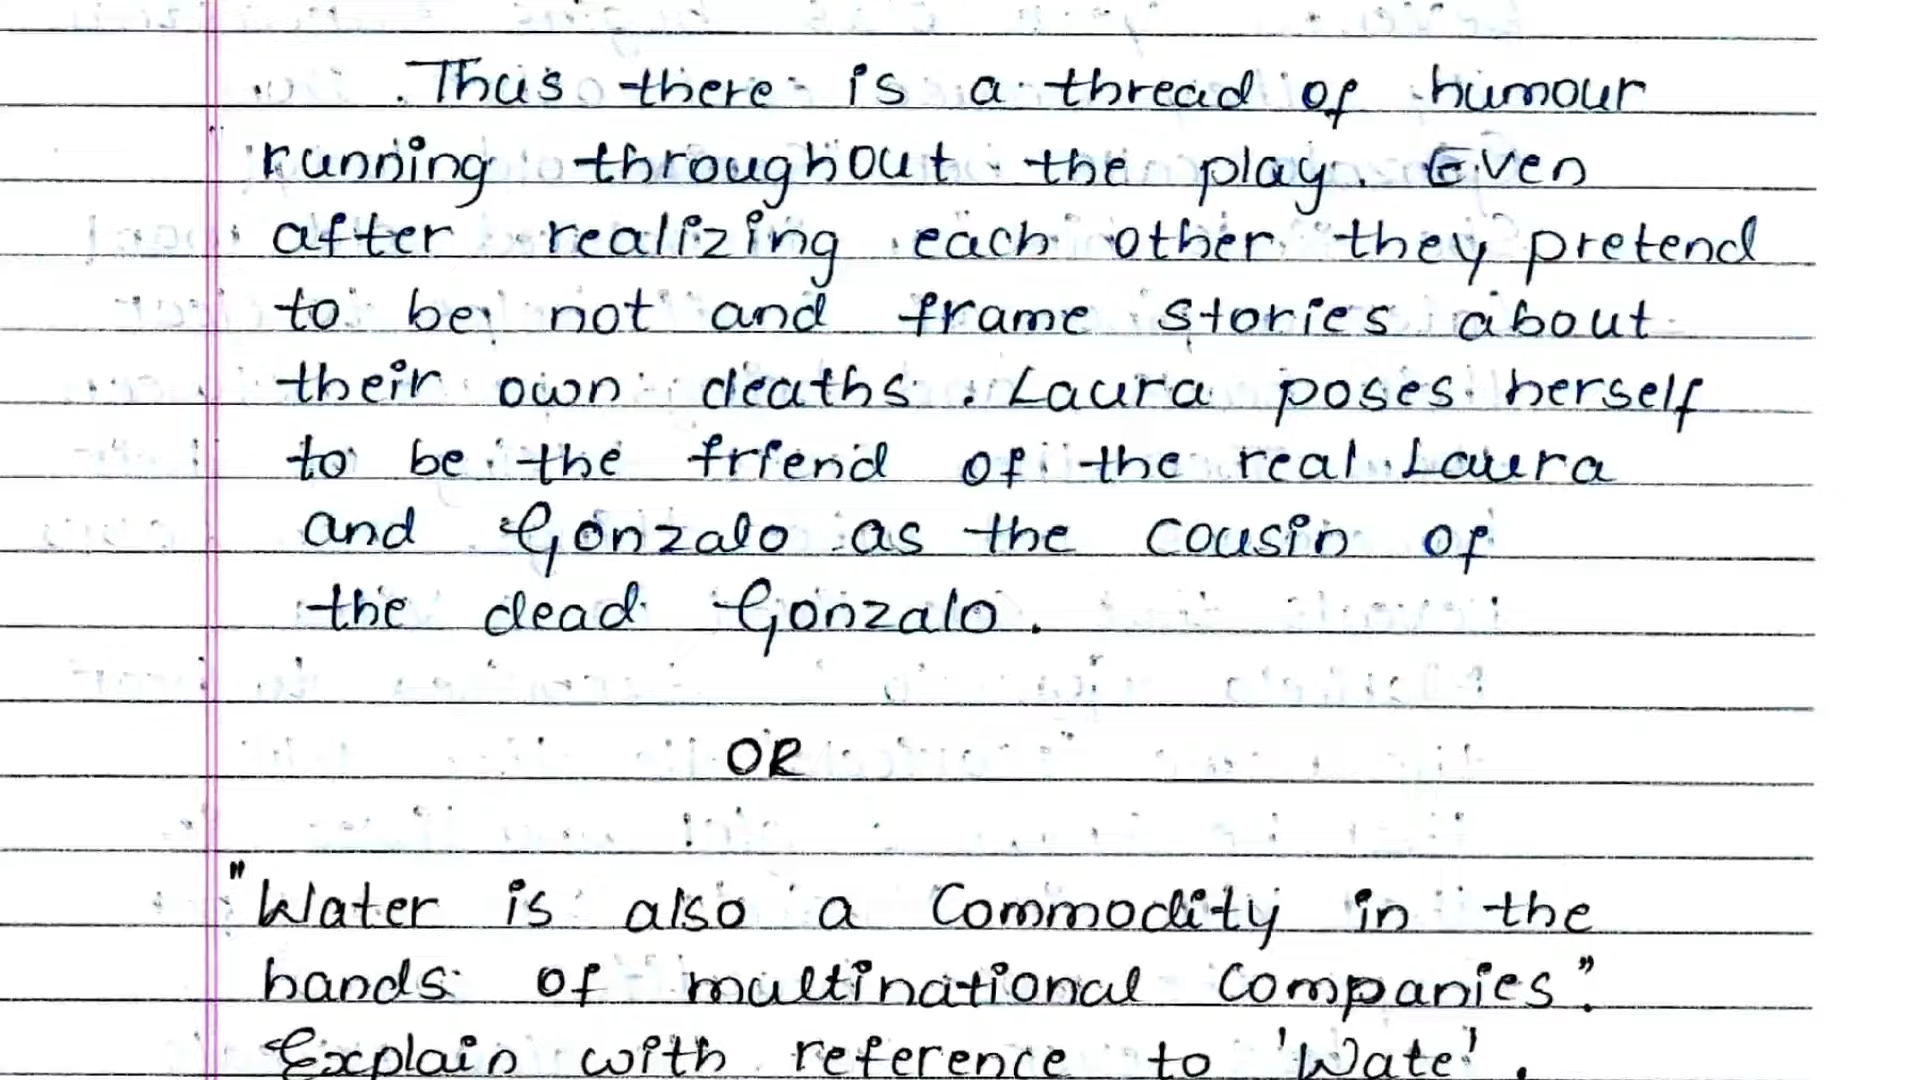 Thus there is a thread of humour
running throughout the play. Even
after realizing each other they pretend
to be not and frame stories about
their own deaths. Laura poses herself
to be the friend of the real Laura
and Gonzalo as the cousin of
the dead Gonzalo.
OR
"Water is also a Commodity in the
hands of multinational Companies".
Explain with reference to 'Wate'.